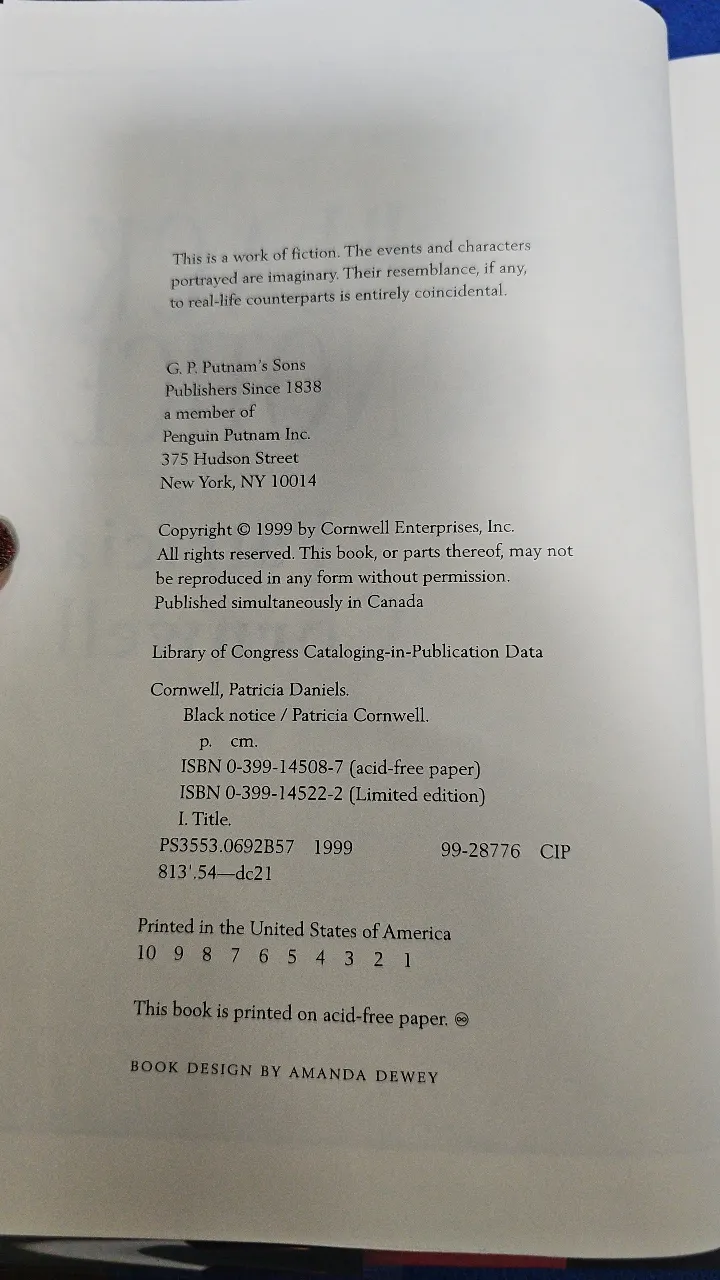 This is a work of fiction. The events and characters
portrayed are imaginary. Their resemblance, if any,
to real-life counterparts is entirely coincidental.
G. P. Putnam's Sons
Publishers Since 1838
a member of
Penguin Putnam Inc.
375 Hudson Street
New York, NY 10014
Copyright © 1999 by Cornwell Enterprises, Inc.
All rights reserved. This book, or parts thereof, may not
be reproduced in any form without permission.
Published simultaneously in Canada
Library of Congress Cataloging-in-Publication Data
Cornwell, Patricia Daniels.
Black notice / Patricia Cornwell.
p. cm.
ISBN 0-399-14508-7 (acid-free paper)
ISBN 0-399-14522-2 (Limited edition)
I. Title.
PS3553.0692B57 1999 99-28776 CIP
813'.54—dc21
Printed in the United States of America
10 9 8 7 6 5 4 3 2 1
This book is printed on acid-free paper. ♾
BOOK DESIGN BY AMANDA DEWEY